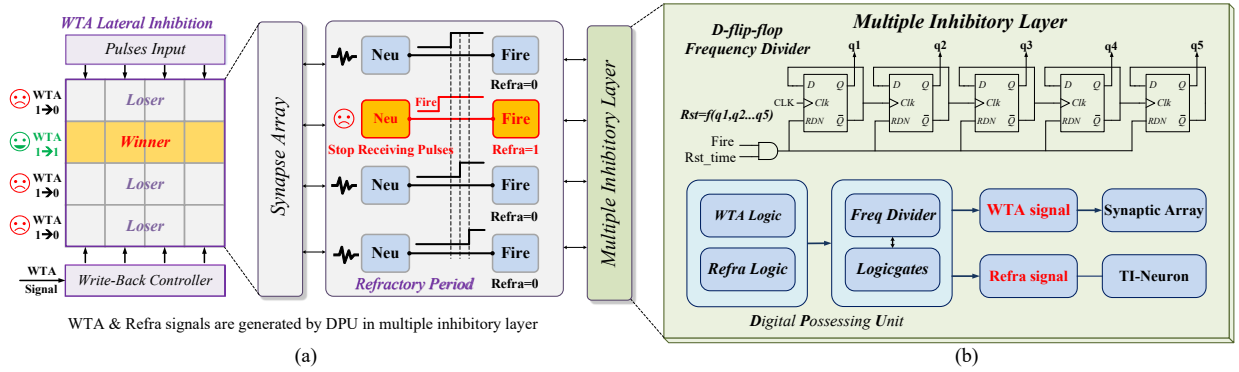 WTA Lateral Inhibition
Pulses Input
WTA
1→0
Loser
WTA
1→1
Winner
WTA
1→0
Loser
WTA
1→0
Loser
WTA
Signal
Write-Back Controller
Synapse Array
Neu
Fire
Refra=0
Fire
Neu
Fire
Stop Receiving Pulses
Refra=1
Neu
Fire
Refra=0
Neu
Fire
Refra=0
Refractory Period
Multiple Inhibitory Layer
WTA & Refra signals are generated by DPU in multiple inhibitory layer
(a)
Multiple Inhibitory Layer
D-flip-flop
Frequency Divider
q1
q2
q3
q4
q5
D Q
D Q
D Q
D Q
D Q
CLK
Clk
Clk
Clk
Clk
Clk
Q̅
Q̅
Q̅
Q̅
Q̅
RDN
RDN
RDN
RDN
RDN
Rst=f(q1,q2...q5)
Fire
Rst_time
WTA Logic
Refra Logic
Freq Divider
Logicgates
WTA signal
Synaptic Array
Refra signal
TI-Neuron
Digital Possessing Unit
(b)